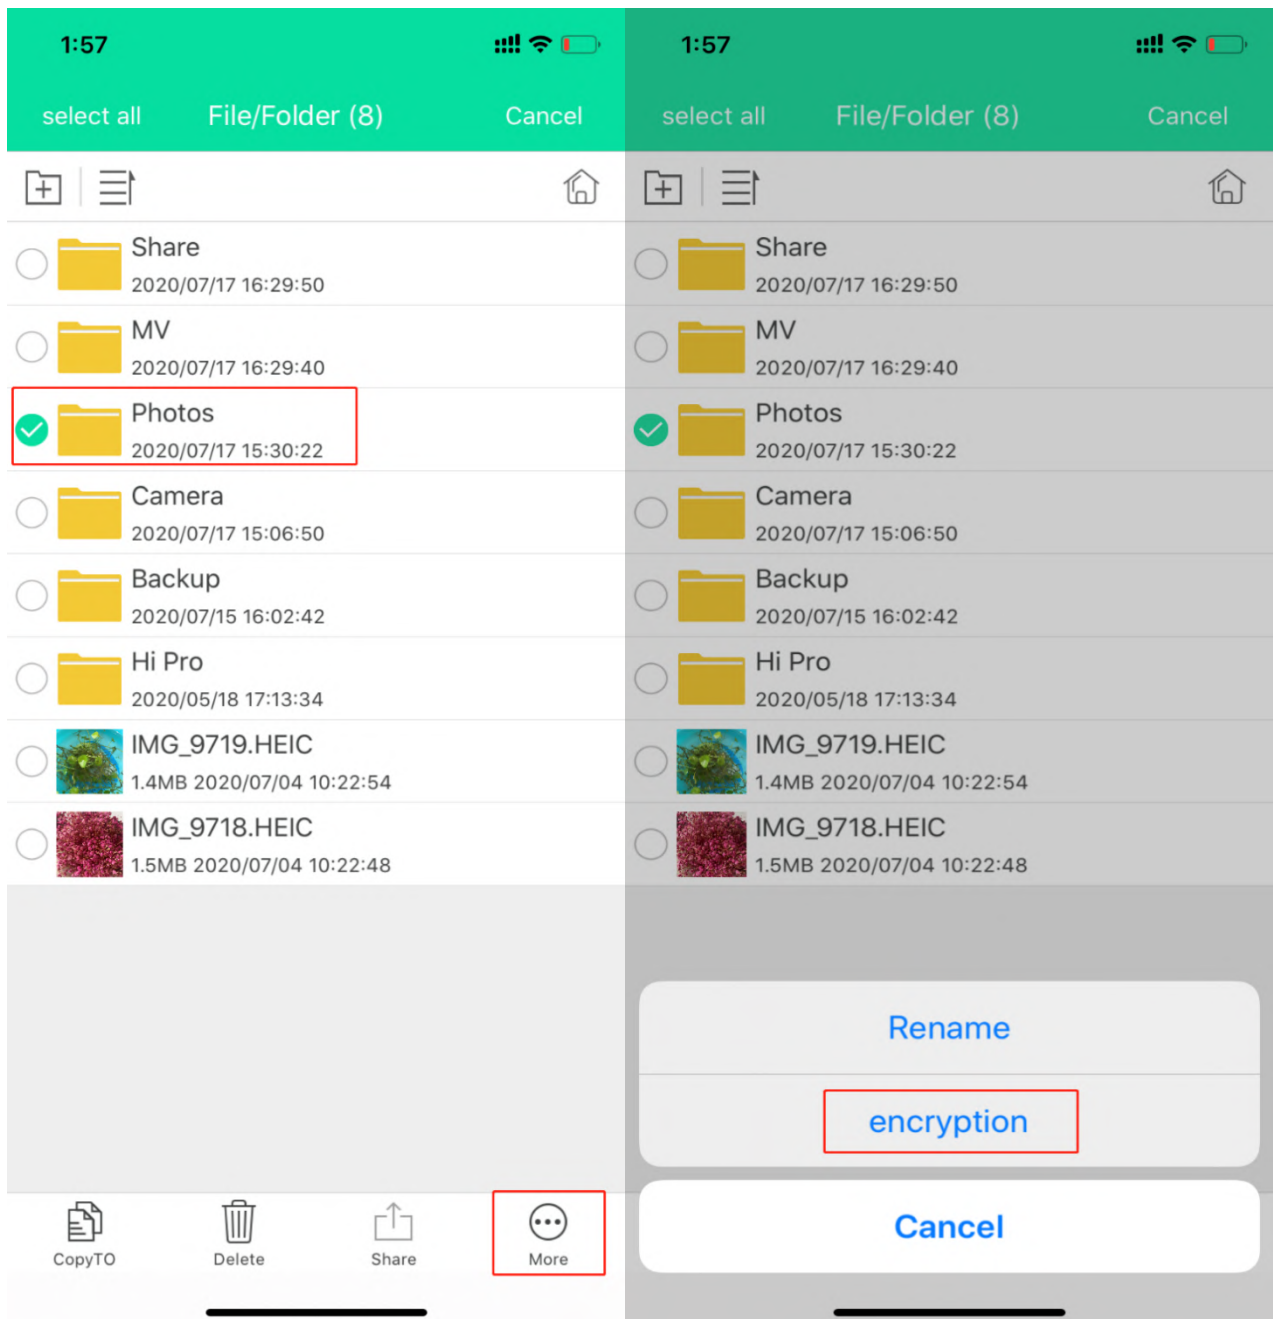 1:57
select all File/Folder (8) Cancel
Share
2020/07/17 16:29:50
MV
2020/07/17 16:29:40
Photos
2020/07/17 15:30:22
Camera
2020/07/17 15:06:50
Backup
2020/07/15 16:02:42
Hi Pro
2020/05/18 17:13:34
IMG_9719.HEIC
1.4MB 2020/07/04 10:22:54
IMG_9718.HEIC
1.5MB 2020/07/04 10:22:48
CopyTO Delete Share More
1:57
select all File/Folder (8) Cancel
Share
2020/07/17 16:29:50
MV
2020/07/17 16:29:40
Photos
2020/07/17 15:30:22
Camera
2020/07/17 15:06:50
Backup
2020/07/15 16:02:42
Hi Pro
2020/05/18 17:13:34
IMG_9719.HEIC
1.4MB 2020/07/04 10:22:54
IMG_9718.HEIC
1.5MB 2020/07/04 10:22:48
Rename
encryption
Cancel